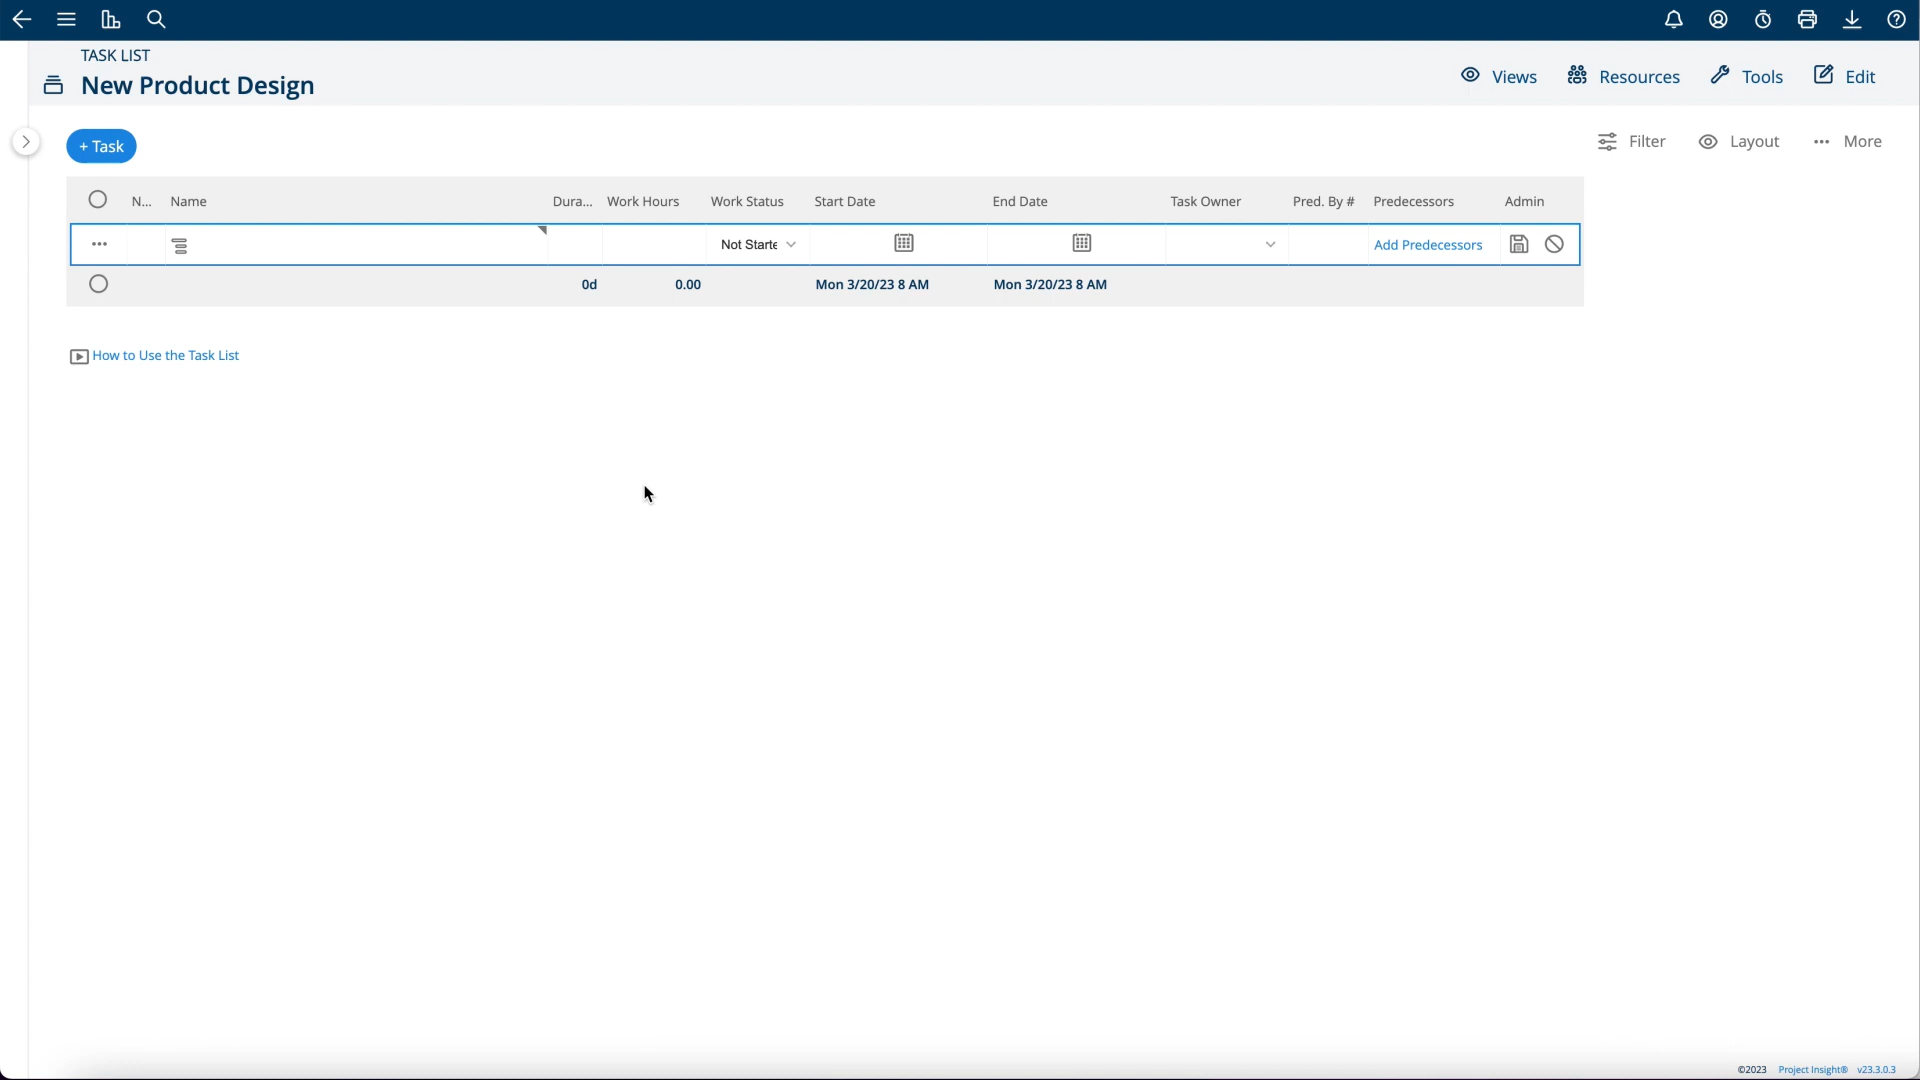 TASK LIST
New Product Design
Views Resources Tools Edit
+ Task
Filter Layout ••• More
N... Name Dura... Work Hours Work Status Start Date End Date Task Owner Pred. By # Predecessors Admin
••• Not Starte Add Predecessors
0d 0.00 Mon 3/20/23 8 AM Mon 3/20/23 8 AM
How to Use the Task List
©2023 Project Insight® v23.3.0.3